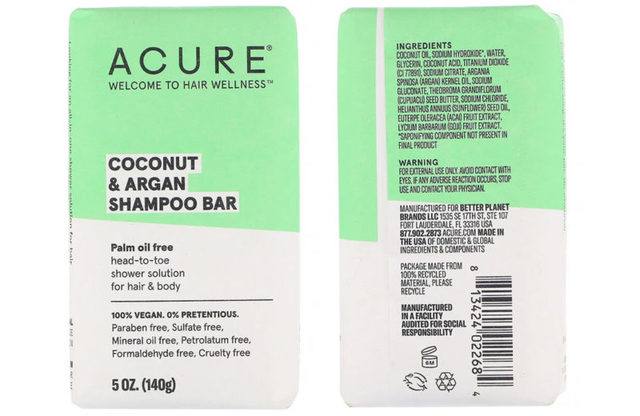 ACURE®
WELCOME TO HAIR WELLNESS™
COCONUT
& ARGAN
SHAMPOO BAR
Palm oil free
head-to-toe
shower solution
for hair & body
100% VEGAN. 0% PRETENTIOUS.
Paraben free, Sulfate free,
Mineral oil free, Petrolatum free,
Formaldehyde free, Cruelty free
5 OZ. (140g)
INGREDIENTS
COCONUT OIL, SODIUM HYDROXIDE*, WATER,
GLYCERIN, COCONUT ACID, TITANIUM DIOXIDE
(CI 77891), SODIUM CITRATE, ARGANIA
SPINOSA (ARGAN) KERNEL OIL, SODIUM
GLUCONATE, THEOBROMA GRANDIFLORUM
(CUPUACU) SEED BUTTER, SODIUM CHLORIDE,
HELIANTHUS ANNUUS (SUNFLOWER) SEED OIL,
EUTERPE OLERACEA (ACAI) FRUIT EXTRACT,
LYCIUM BARBARUM (GOJI) FRUIT EXTRACT.
*SAPONIFYING COMPONENT NOT PRESENT IN
FINAL PRODUCT
WARNING
FOR EXTERNAL USE ONLY. AVOID CONTACT WITH
EYES. IF ANY ADVERSE REACTION OCCURS, STOP
USE AND CONTACT YOUR PHYSICIAN.
MANUFACTURED FOR BETTER PLANET
BRANDS LLC 1535 SE 17TH ST, STE 107
FORT LAUDERDALE, FL 33316 USA
877.902.2873 ACURE.COM MADE IN
THE USA OF DOMESTIC & GLOBAL
INGREDIENTS & COMPONENTS
PACKAGE MADE FROM
100% RECYCLED
MATERIAL, PLEASE
RECYCLE
MANUFACTURED
IN A FACILITY
AUDITED FOR SOCIAL
RESPONSIBILITY
6M
8 13424 02268 4